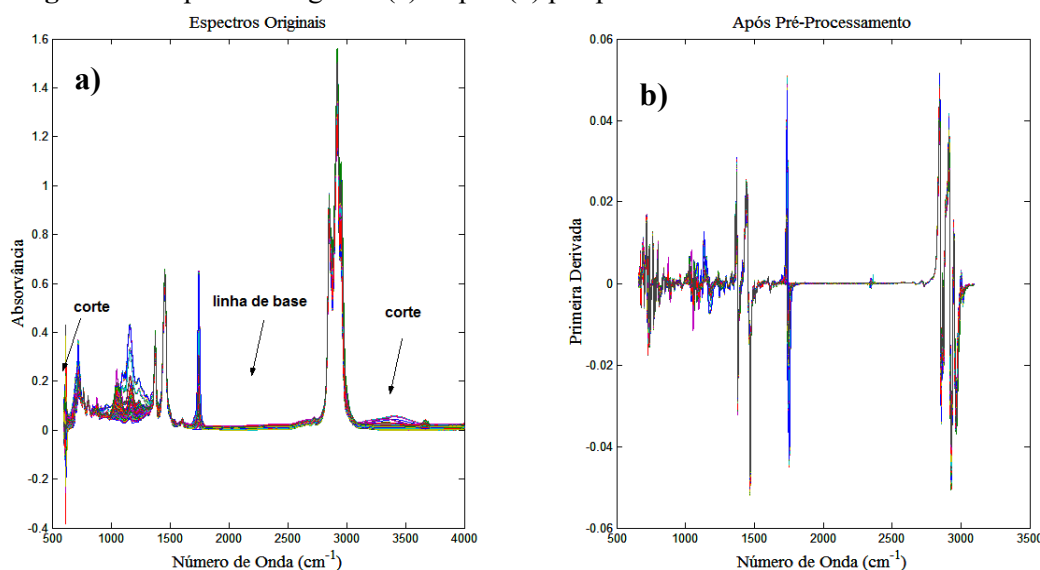 Espectros Originais
a)
1.6
1.4
1.2
1
0.8
0.6
0.4
0.2
0
-0.2
-0.4
corte
linha de base
corte
Absorvância
500 1000 1500 2000 2500 3000 3500 4000
Número de Onda (cm⁻¹)
Após Pré-Processamento
b)
0.06
0.04
0.02
0
-0.02
-0.04
-0.06
Primeira Derivada
500 1000 1500 2000 2500 3000 3500
Número de Onda (cm⁻¹)